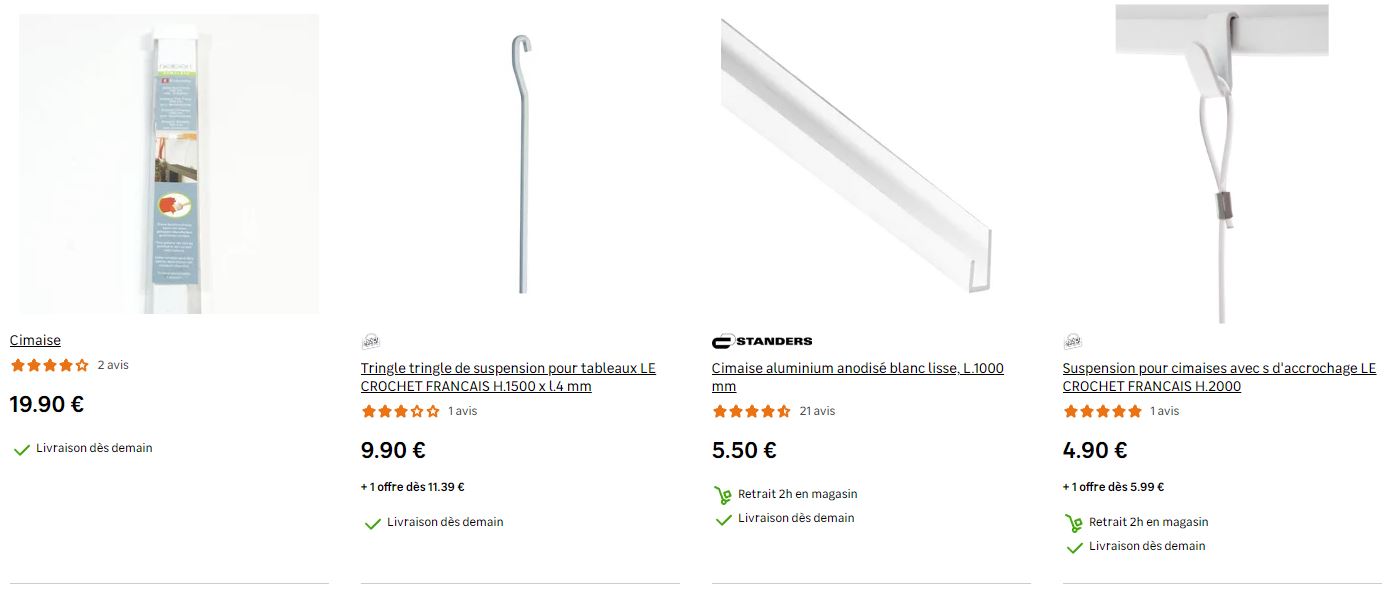 Cimaise
2 avis
19.90 €
Livraison dès demain
Tringle tringle de suspension pour tableaux LE
CROCHET FRANCAIS H.1500 x l.4 mm
1 avis
9.90 €
+ 1 offre dès 11.39 €
Livraison dès demain
STANDERS
Cimaise aluminium anodisé blanc lisse, L.1000
mm
21 avis
5.50 €
Retrait 2h en magasin
Livraison dès demain
Suspension pour cimaises avec s d'accrochage LE
CROCHET FRANCAIS H.2000
1 avis
4.90 €
+ 1 offre dès 5.99 €
Retrait 2h en magasin
Livraison dès demain